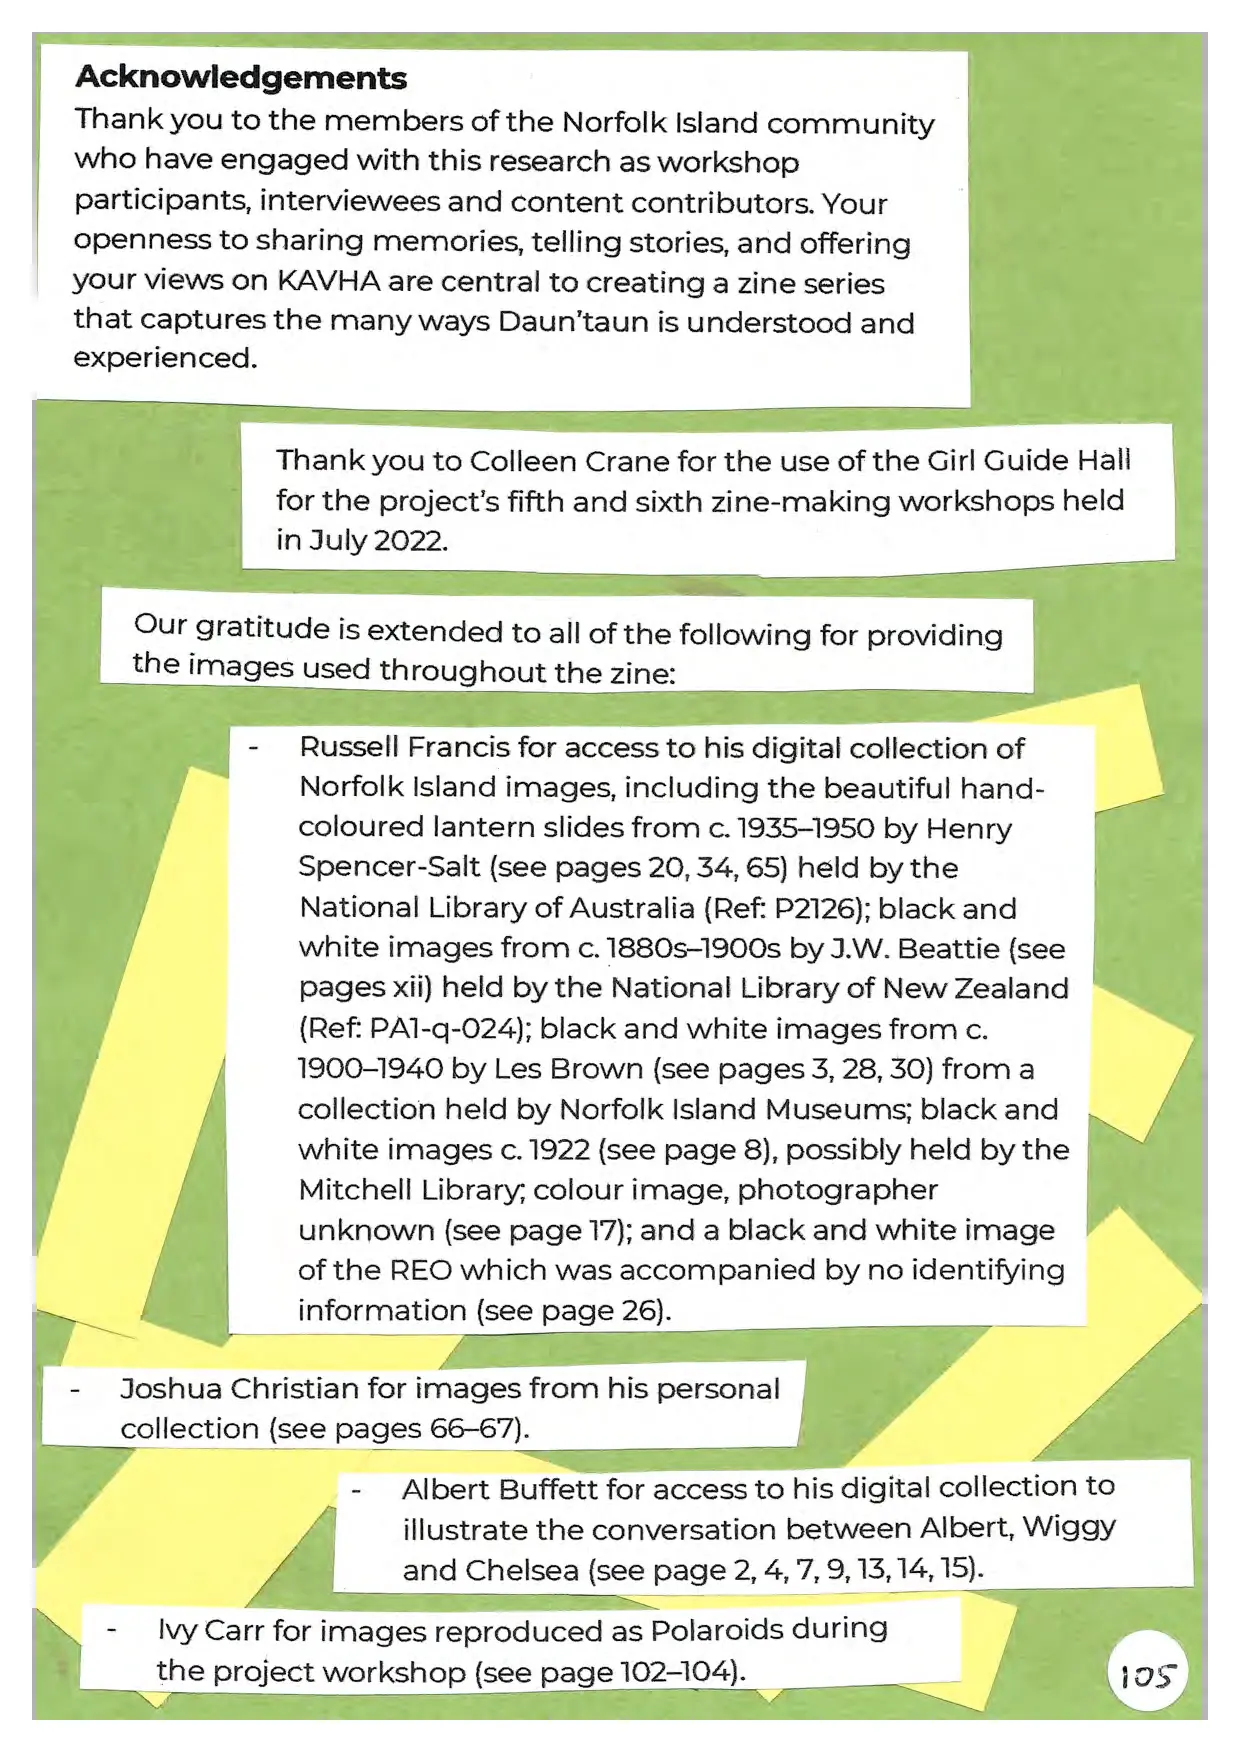 Acknowledgements
Thank you to the members of the Norfolk Island community
who have engaged with this research as workshop
participants, interviewees and content contributors. Your
openness to sharing memories, telling stories, and offering
your views on KAVHA are central to creating a zine series
that captures the many ways Daun'taun is understood and
experienced.
Thank you to Colleen Crane for the use of the Girl Guide Hall
for the project's fifth and sixth zine-making workshops held
in July 2022.
Our gratitude is extended to all of the following for providing
the images used throughout the zine:
- Russell Francis for access to his digital collection of
Norfolk Island images, including the beautiful hand-
coloured lantern slides from c. 1935–1950 by Henry
Spencer-Salt (see pages 20, 34, 65) held by the
National Library of Australia (Ref: P2126); black and
white images from c. 1880s–1900s by J.W. Beattie (see
pages xii) held by the National Library of New Zealand
(Ref: PA1-q-024); black and white images from c.
1900–1940 by Les Brown (see pages 3, 28, 30) from a
collection held by Norfolk Island Museums; black and
white images c. 1922 (see page 8), possibly held by the
Mitchell Library; colour image, photographer
unknown (see page 17); and a black and white image
of the REO which was accompanied by no identifying
information (see page 26).
- Joshua Christian for images from his personal
collection (see pages 66–67).
- Albert Buffett for access to his digital collection to
illustrate the conversation between Albert, Wiggy
and Chelsea (see page 2, 4, 7, 9, 13, 14, 15).
- Ivy Carr for images reproduced as Polaroids during
the project workshop (see page 102–104).
105